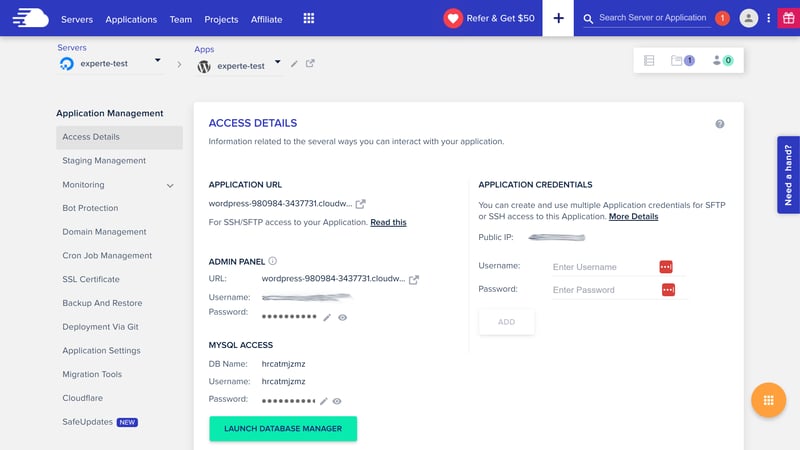 Servers Applications Team Projects Affiliate Refer & Get $50 + Search Server or Application 1
Servers
experte-test
Apps
experte-test
1 0
Application Management
Access Details
Staging Management
Monitoring
Bot Protection
Domain Management
Cron Job Management
SSL Certificate
Backup And Restore
Deployment Via Git
Application Settings
Migration Tools
Cloudflare
SafeUpdates NEW
ACCESS DETAILS
Information related to the several ways you can interact with your application.
APPLICATION URL
wordpress-980984-3437731.cloudw...
For SSH/SFTP access to your Application. Read this
ADMIN PANEL
URL: wordpress-980984-3437731.cloudw...
Username:
Password: ••••••••••
MYSQL ACCESS
DB Name: hrcatmjzmz
Username: hrcatmjzmz
Password: ••••••••••
LAUNCH DATABASE MANAGER
APPLICATION CREDENTIALS
You can create and use multiple Application credentials for SFTP
or SSH access to this Application. More Details
Public IP:
Username: Enter Username
Password: Enter Password
ADD
Need a hand?